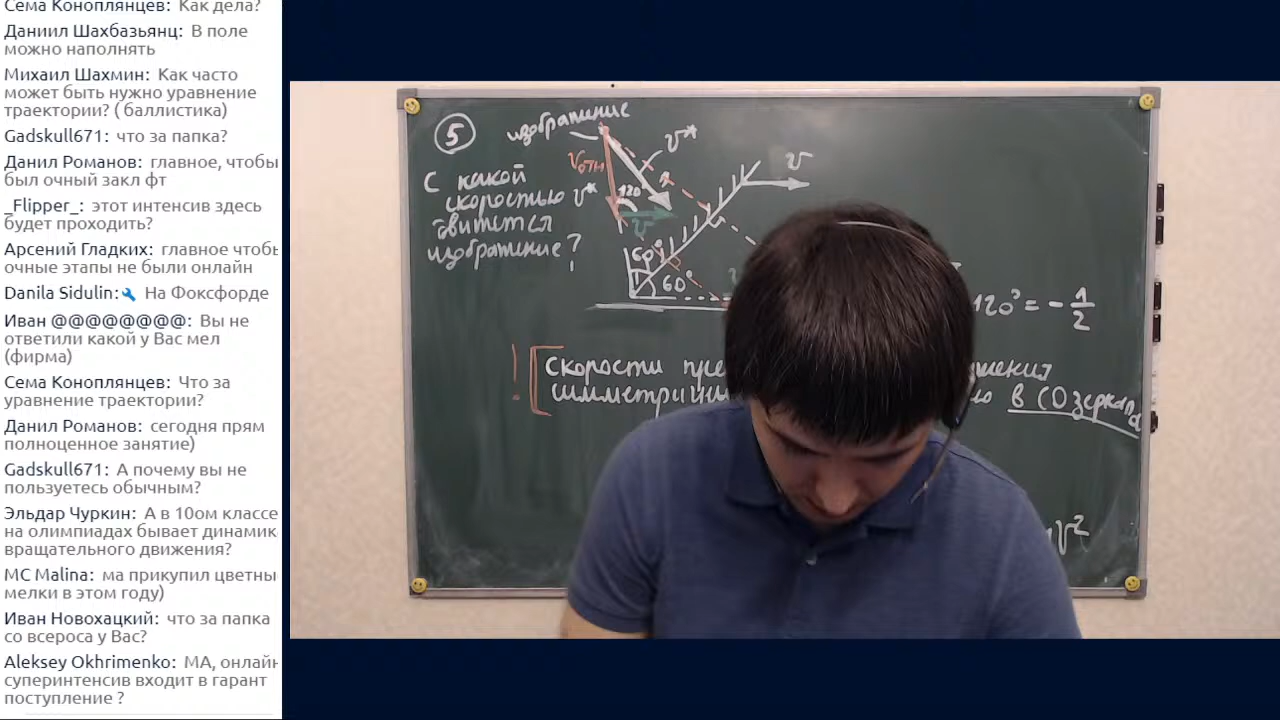 Сема Коноплянцев: Как дела?
Даниил Шахбазьянц: В поле
можно наполнять
Михаил Шахмин: Как часто
может быть нужно уравнение
траектории? ( баллистика)
Gadskull671: что за папка?
Данил Романов: главное, чтобы
был очный закл фт
_Flipper_: этот интенсив здесь
будет проходить?
Арсений Гладких: главное чтобь
очные этапы не были онлайн
Danila Sidulin: На Фоксфорде
Иван @@@@@@@@: Вы не
ответили какой у Вас мел
(фирма)
Сема Коноплянцев: Что за
уравнение траектории?
Данил Романов: сегодня прям
полноценное занятие)
Gadskull671: А почему вы не
пользуетесь обычным?
Эльдар Чуркин: А в 10ом классе
на олимпиадах бывает динамик
вращательного движения?
MC Malina: ма прикупил цветны
мелки в этом году)
Иван Новохацкий: что за папка
со всероса у Вас?
Aleksey Okhrimenko: МА, онлайн
суперинтенсив входит в гарант
поступление ?
5
изображение
С какой
скоростью v*
двигается
изображение?
vотн
v*
120
v
v
60°
60°
120° = - 1/2
! [ Скорости
симметричны в СО зеркала
v²